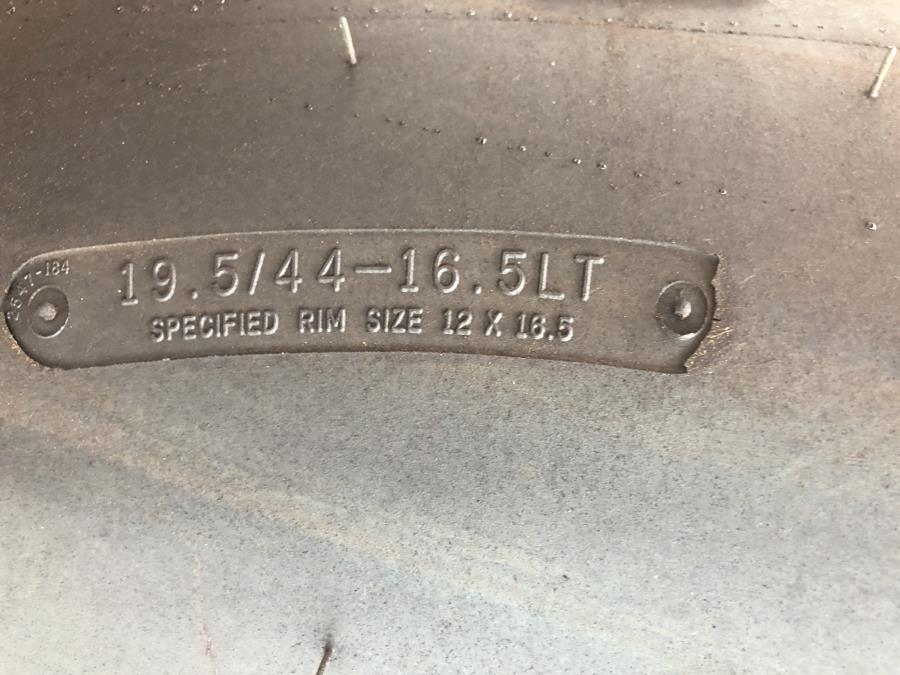 19.5/44-16.5LT
SPECIFIED RIM SIZE 12 X 16.5